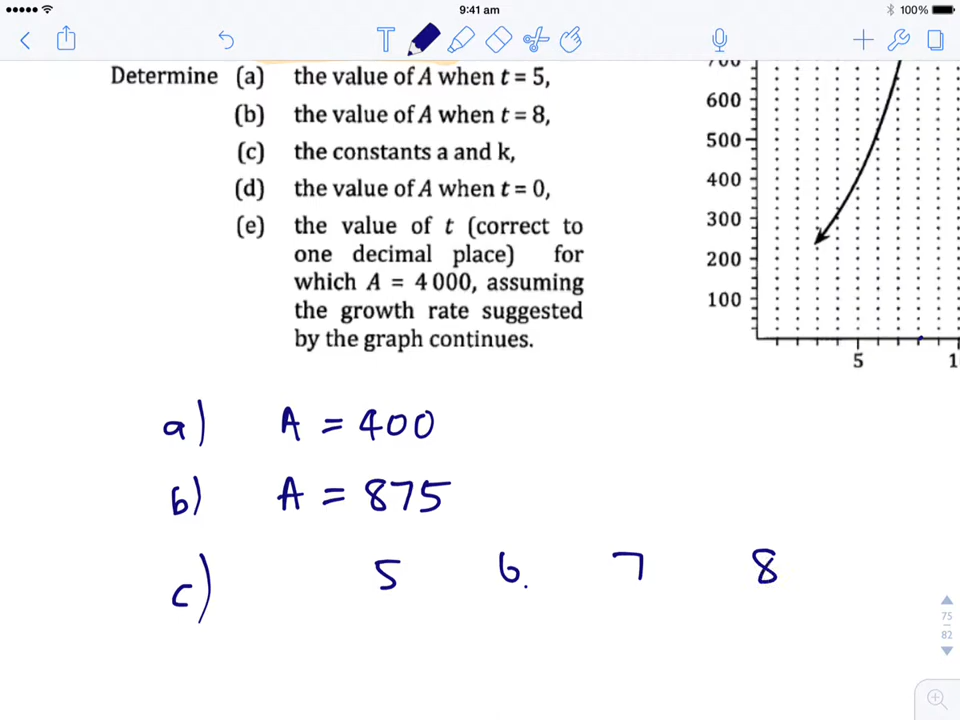 9:41 am
100%
Determine (a) the value of A when t = 5,
(b) the value of A when t = 8,
(c) the constants a and k,
(d) the value of A when t = 0,
(e) the value of t (correct to
one decimal place) for
which A = 4 000, assuming
the growth rate suggested
by the graph continues.
700
600
500
400
300
200
100
5
1
a) A = 400
b) A = 875
c) 5 6. 7 8
75
82